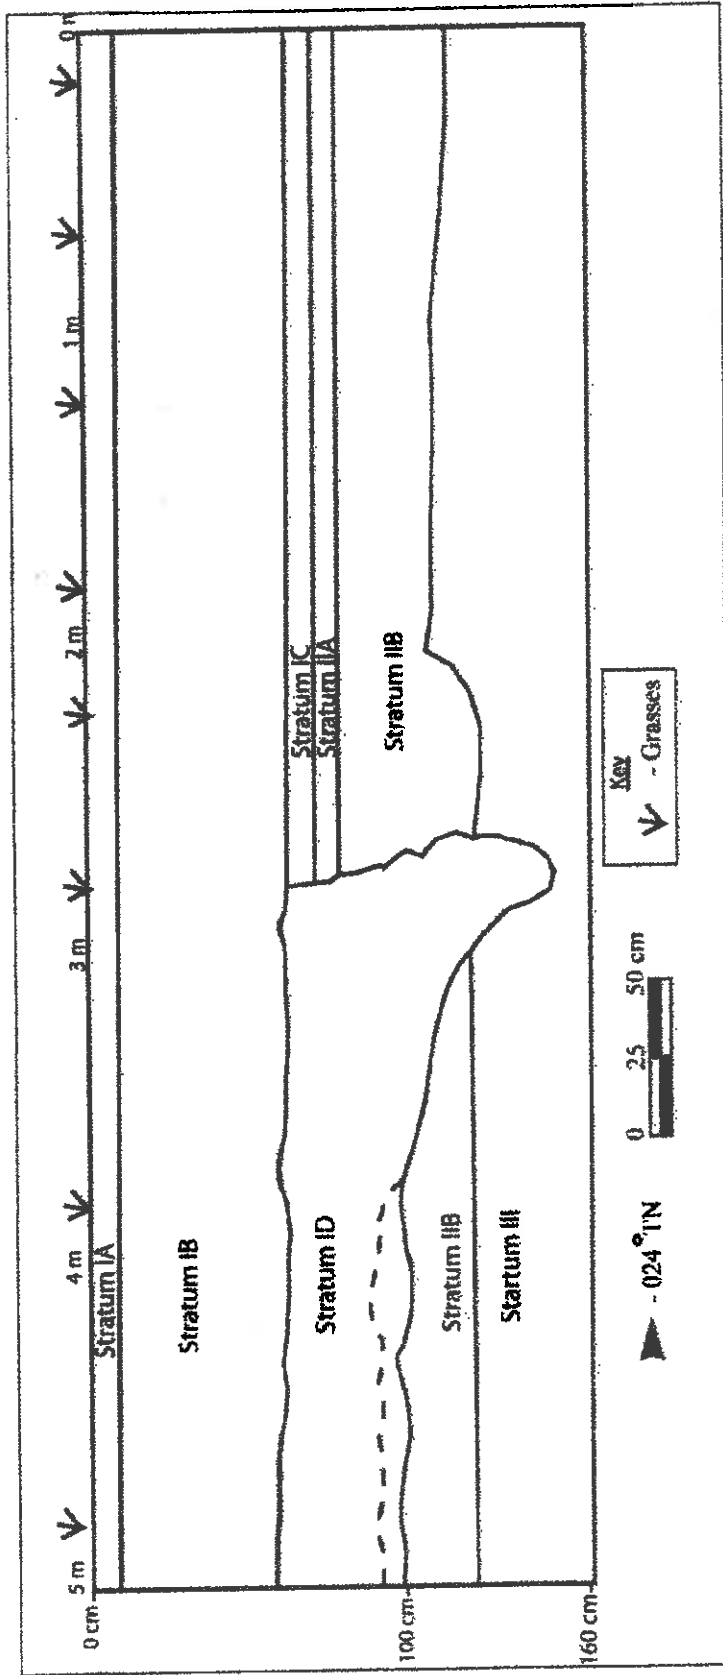 5 m
4 m
3 m
2 m
1 m
0 cm
100 cm
160 cm
Stratum IA
Stratum IB
Stratum IC
Stratum IIA
Stratum ID
Stratum IIB
Stratum IIB
Startum III
~ 024 °TN
0 25 50 cm
Key
- Grasses